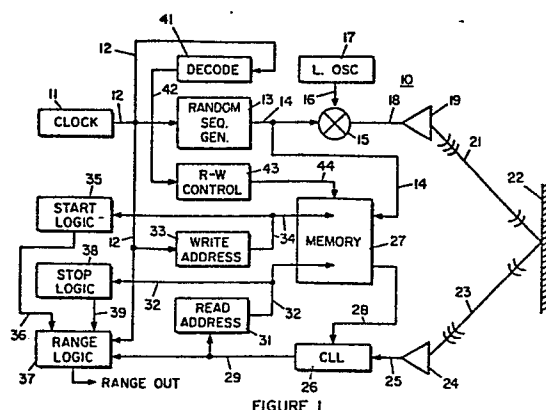 41
17
12
DECODE
L. OSC
10
11
12
42
13
14
16
18
19
CLOCK
RANDOM
SEQ.
GEN.
15
21
22
43
44
35
R-W
CONTROL
14
START
LOGIC
33
34
38
12
WRITE
ADDRESS
MEMORY
27
STOP
LOGIC
39
32
32
28
23
36
READ
ADDRESS
31
RANGE
LOGIC
29
CLL
25
24
37
RANGE OUT
26
FIGURE 1